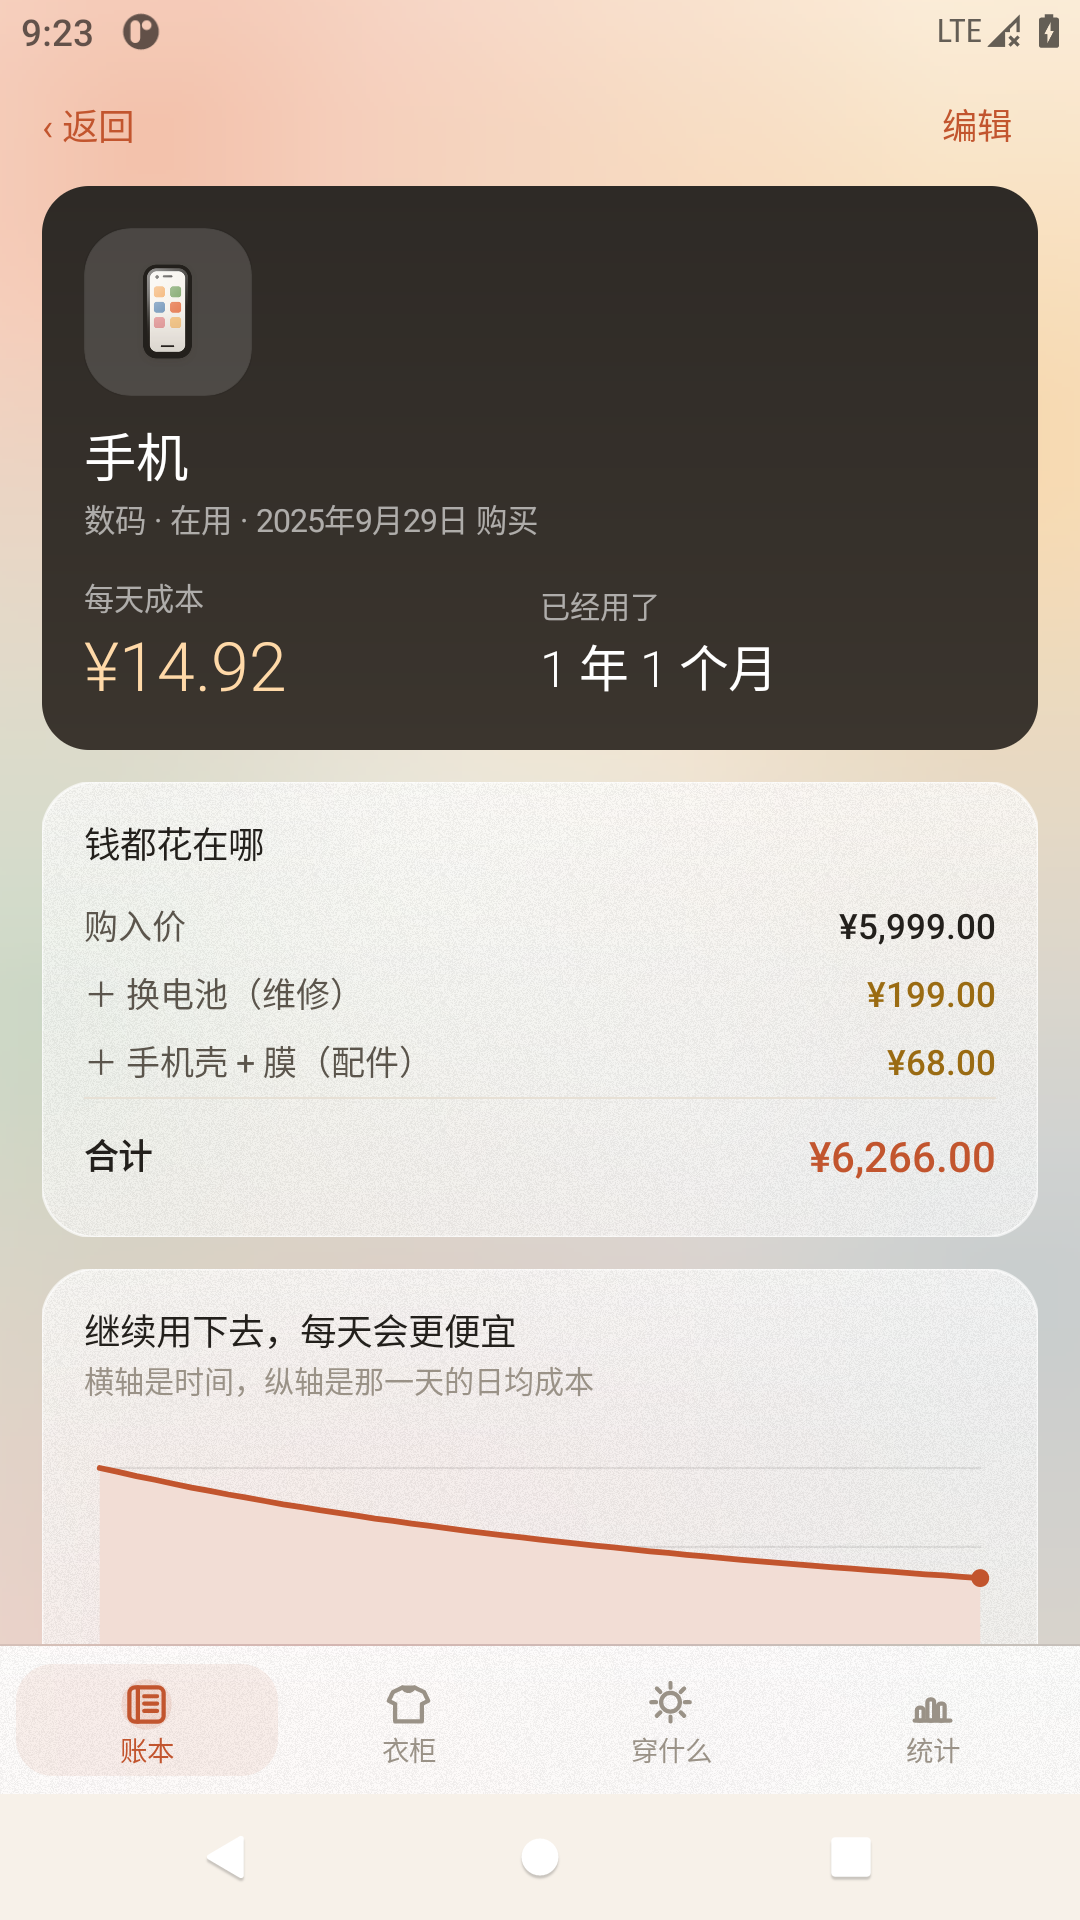 9:23
LTE
‹ 返回
编辑
手机
数码 · 在用 · 2025年9月29日 购买
每天成本
已经用了
¥14.92
1 年 1 个月
钱都花在哪
购入价
¥5,999.00
＋ 换电池（维修）
¥199.00
＋ 手机壳 + 膜（配件）
¥68.00
合计
¥6,266.00
继续用下去，每天会更便宜
横轴是时间，纵轴是那一天的日均成本
账本
衣柜
穿什么
统计